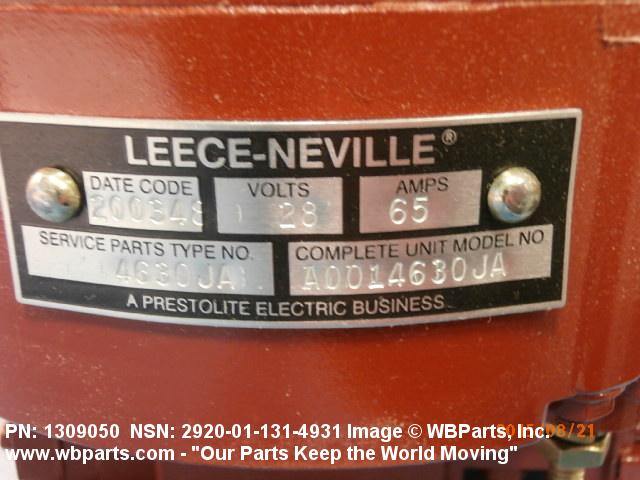 LEECE-NEVILLE®
DATE CODE VOLTS AMPS
200348 28 65
SERVICE PARTS TYPE NO. COMPLETE UNIT MODEL NO
4630JA A0014630JA
A PRESTOLITE ELECTRIC BUSINESS
PN: 1309050 NSN: 2920-01-131-4931 Image © WBParts, Inc.
www.wbparts.com - "Our Parts Keep the World Moving"